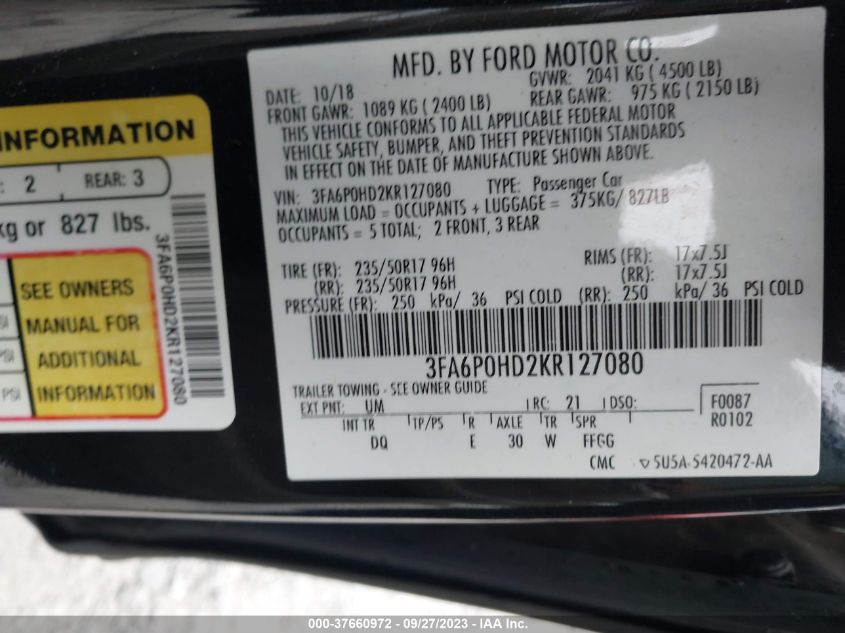 MFD. BY FORD MOTOR CO.
DATE: 10/18
GVWR: 2041 KG ( 4500 LB)
FRONT GAWR: 1089 KG ( 2400 LB)
REAR GAWR: 975 KG ( 2150 LB)
THIS VEHICLE CONFORMS TO ALL APPLICABLE FEDERAL MOTOR
VEHICLE SAFETY, BUMPER, AND THEFT PREVENTION STANDARDS
IN EFFECT ON THE DATE OF MANUFACTURE SHOWN ABOVE.
VIN: 3FA6P0HD2KR127080 TYPE: Passenger Car
MAXIMUM LOAD = OCCUPANTS + LUGGAGE = 375KG/ 827LB
OCCUPANTS = 5 TOTAL; 2 FRONT, 3 REAR
TIRE (FR): 235/50R17 96H RIMS (FR): 17x7.5J
(RR): 235/50R17 96H (RR): 17x7.5J
PRESSURE (FR): 250 kPa/ 36 PSI COLD (RR): 250 kPa/ 36 PSI COLD
3FA6P0HD2KR127080
TRAILER TOWING - SEE OWNER GUIDE
EXT PNT: UM RC: 21 DSO: F0087
R0102
INT TR TP/PS R AXLE TR SPR
DQ E 30 W FFGG
CMC ▽ 5U5A-5420472-AA
INFORMATION
: 2 REAR: 3
kg or 827 lbs.
3FA6P0HD2KR127080
SEE OWNERS
MANUAL FOR
ADDITIONAL
INFORMATION
PSI
PSI
000-37660972 - 09/27/2023 - IAA Inc.